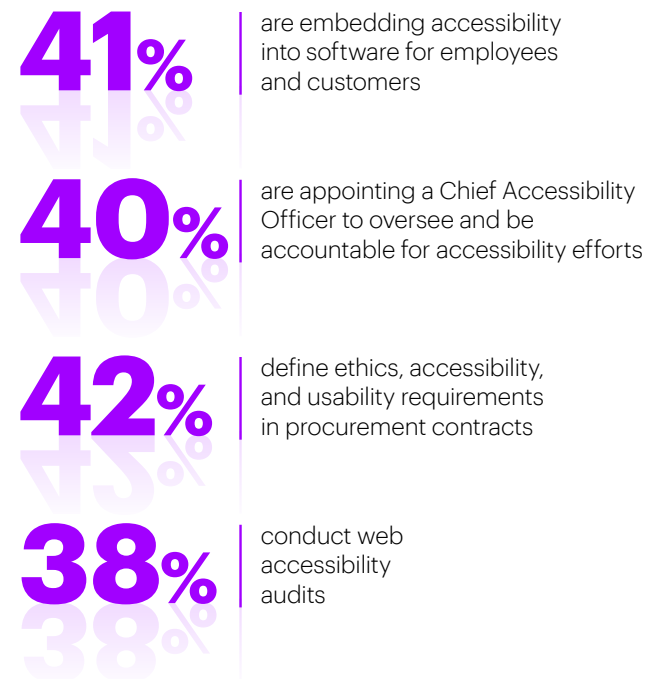 41%
are embedding accessibility
into software for employees
and customers
40%
are appointing a Chief Accessibility
Officer to oversee and be
accountable for accessibility efforts
42%
define ethics, accessibility,
and usability requirements
in procurement contracts
38%
conduct web
accessibility
audits